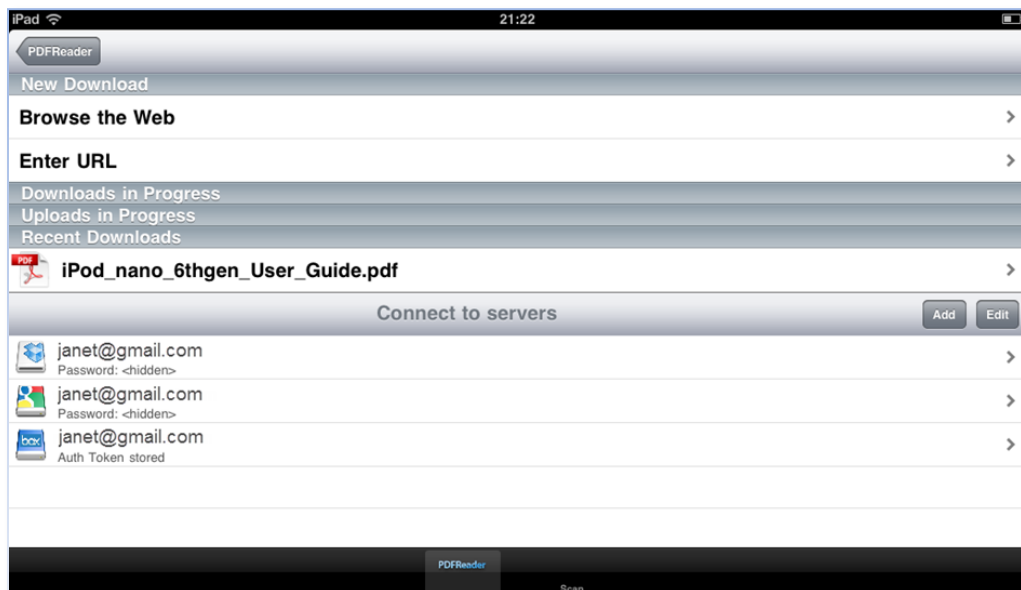 iPad 21:22
PDFReader
New Download
Browse the Web
Enter URL
Downloads in Progress
Uploads in Progress
Recent Downloads
PDF iPod_nano_6thgen_User_Guide.pdf
Connect to servers Add Edit
janet@gmail.com
Password: <hidden>
janet@gmail.com
Password: <hidden>
box janet@gmail.com
Auth Token stored
PDFReader
Scan